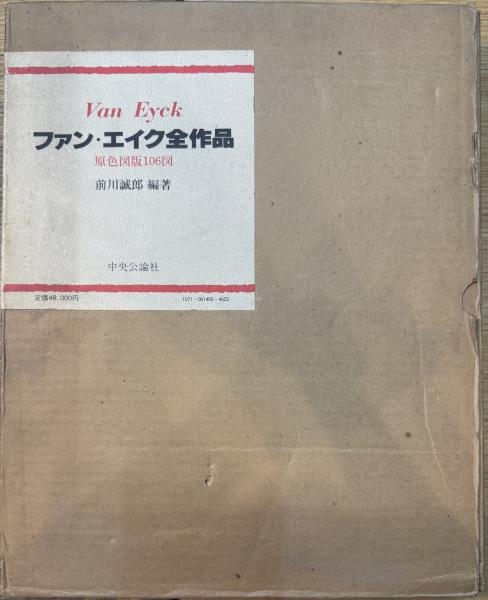 Van Eyck
ファン・エイク全作品
原色図版106図
前川誠郎 編著
中央公論社
定価48,000円
1071-061400-4622